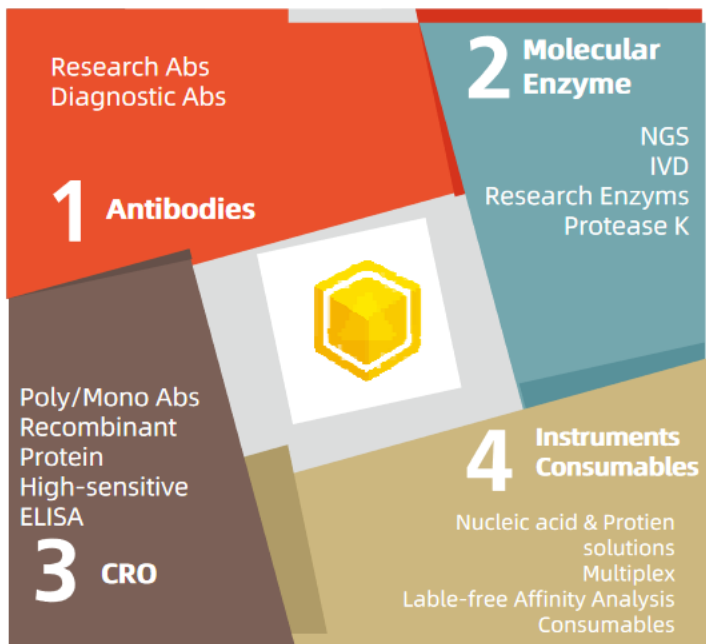 Research Abs
Diagnostic Abs
1 Antibodies
2 Molecular
Enzyme
NGS
IVD
Research Enzyms
Protease K
Poly/Mono Abs
Recombinant
Protein
High-sensitive
ELISA
3 CRO
4 Instruments
Consumables
Nucleic acid & Protien
solutions
Multiplex
Lable-free Affinity Analysis
Consumables